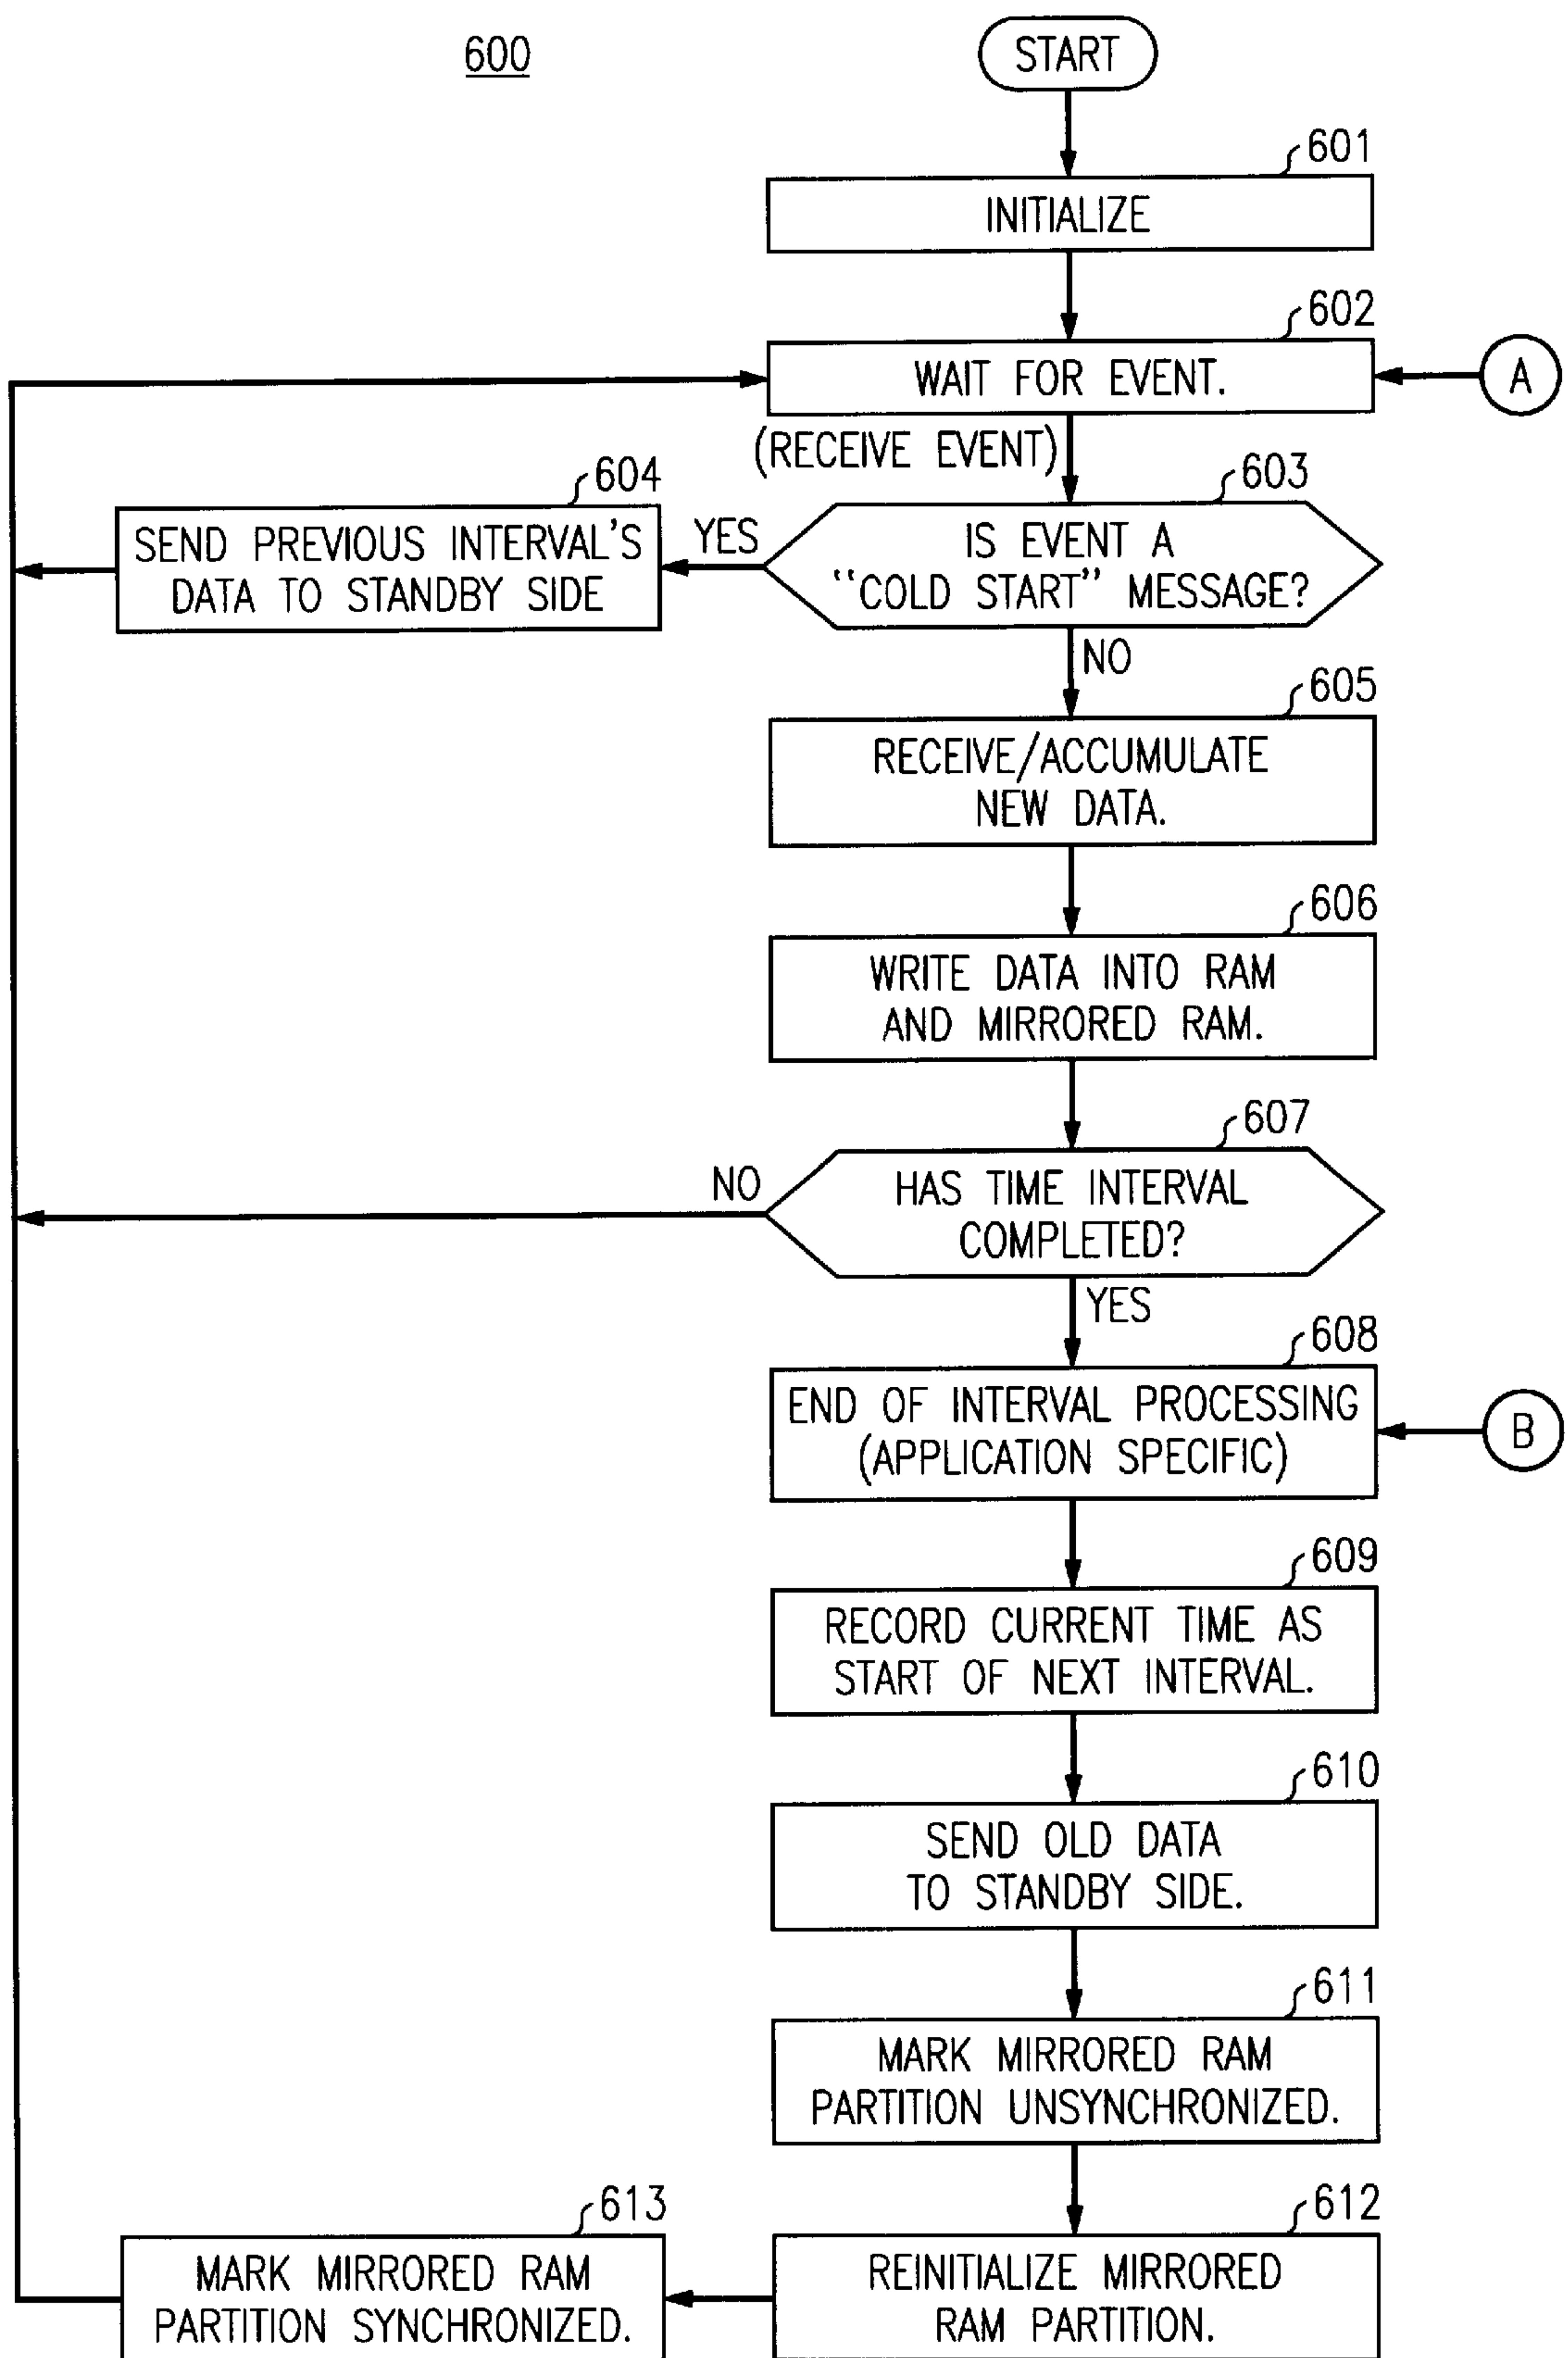 600
START
601
INITIALIZE
602
WAIT FOR EVENT.
A
(RECEIVE EVENT)
603
IS EVENT A
"COLD START" MESSAGE?
YES
604
SEND PREVIOUS INTERVAL'S
DATA TO STANDBY SIDE
NO
605
RECEIVE/ACCUMULATE
NEW DATA.
606
WRITE DATA INTO RAM
AND MIRRORED RAM.
607
HAS TIME INTERVAL
COMPLETED?
NO
YES
608
END OF INTERVAL PROCESSING
(APPLICATION SPECIFIC)
B
609
RECORD CURRENT TIME AS
START OF NEXT INTERVAL.
610
SEND OLD DATA
TO STANDBY SIDE.
611
MARK MIRRORED RAM
PARTITION UNSYNCHRONIZED.
612
REINITIALIZE MIRRORED
RAM PARTITION.
613
MARK MIRRORED RAM
PARTITION SYNCHRONIZED.